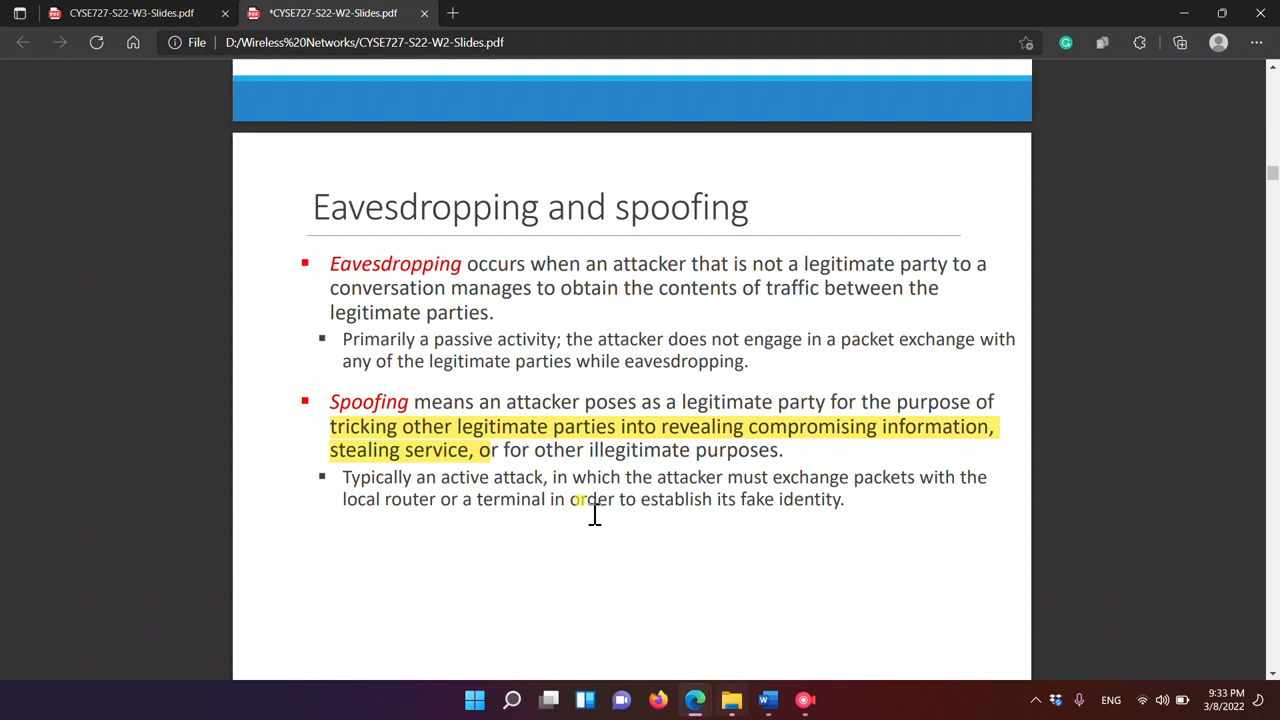 CYSE727-S22-W3-Slides.pdf
*CYSE727-S22-W2-Slides.pdf
File
D:/Wireless%20Networks/CYSE727-S22-W2-Slides.pdf
Eavesdropping and spoofing
Eavesdropping occurs when an attacker that is not a legitimate party to a
conversation manages to obtain the contents of traffic between the
legitimate parties.
Primarily a passive activity; the attacker does not engage in a packet exchange with
any of the legitimate parties while eavesdropping.
Spoofing means an attacker poses as a legitimate party for the purpose of
tricking other legitimate parties into revealing compromising information,
stealing service, or for other illegitimate purposes.
Typically an active attack, in which the attacker must exchange packets with the
local router or a terminal in order to establish its fake identity.
ENG
9:33 PM
3/8/2022